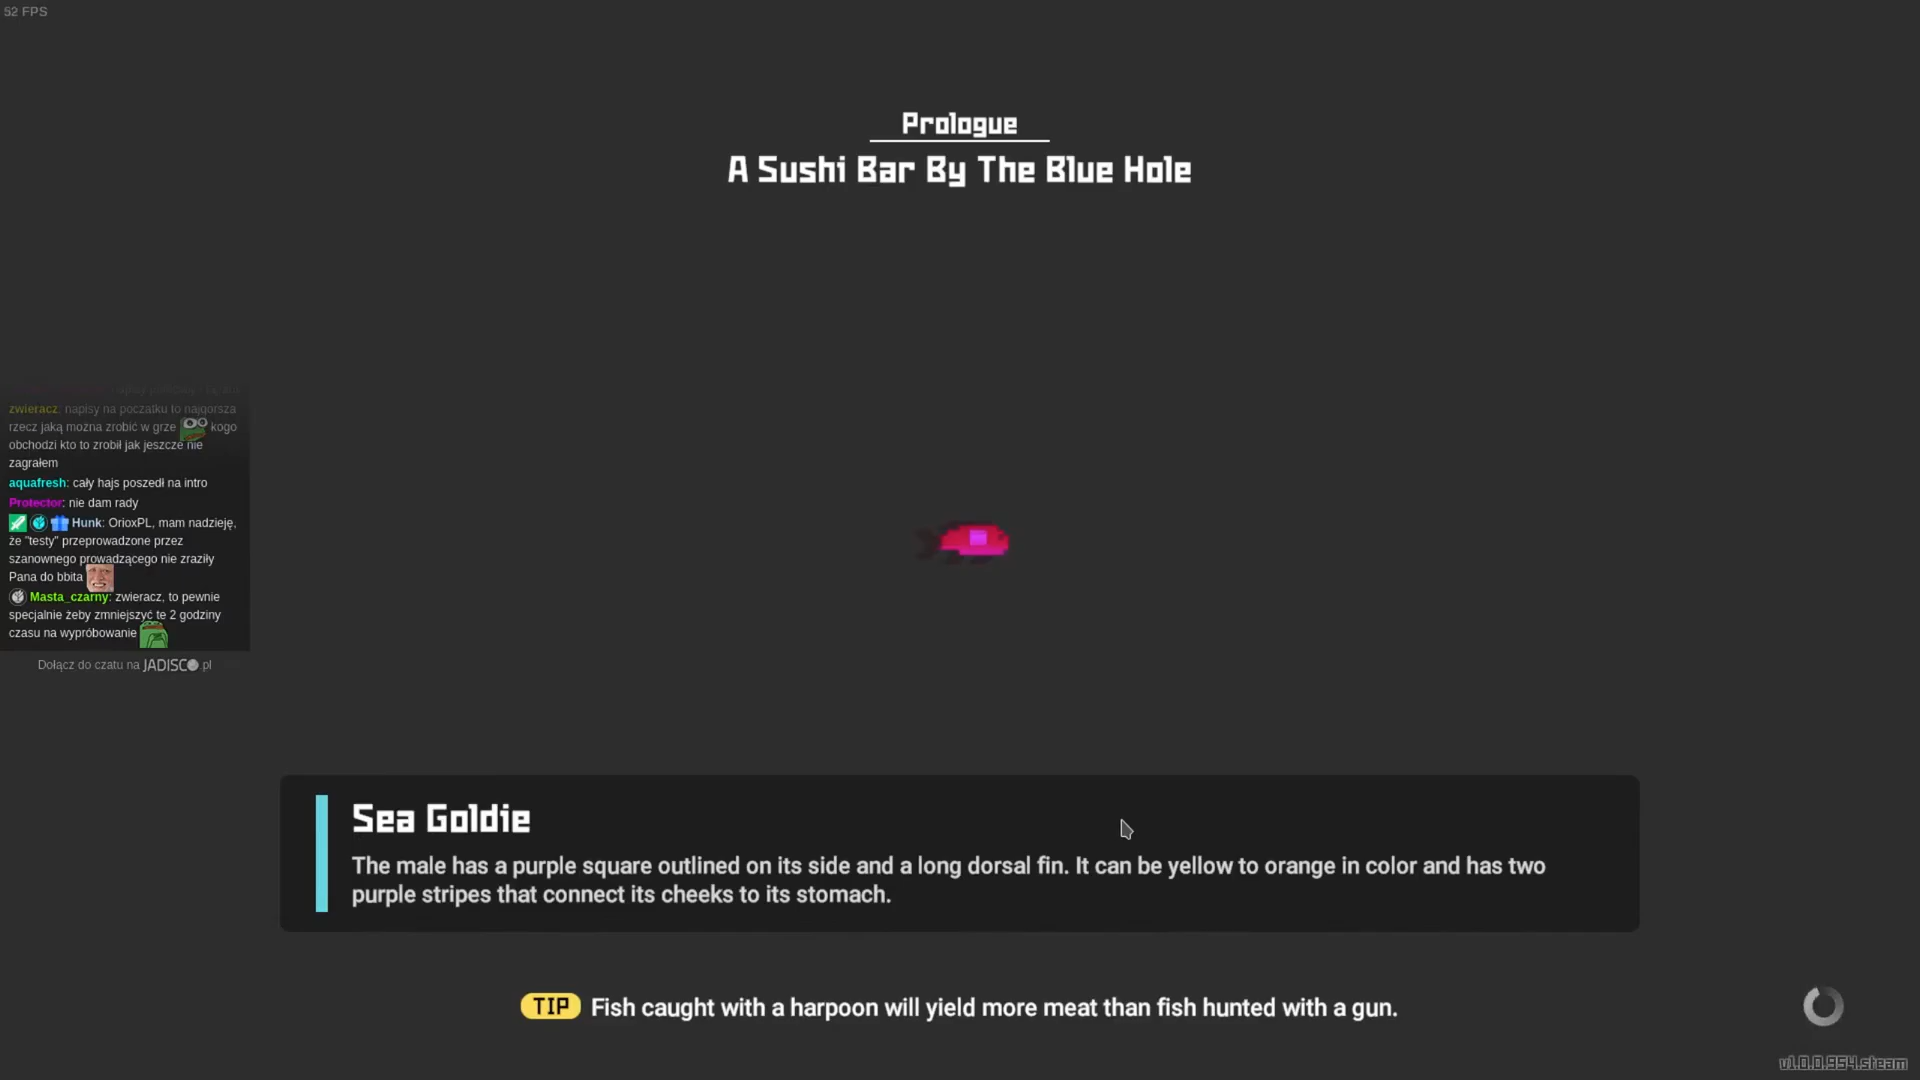 52 FPS
Prologue
A Sushi Bar By The Blue Hole
zwieracz: napisy na poczatku to najgorsza
rzecz jaką można zrobić w grze kogo
obchodzi kto to zrobił jak jeszcze nie
zagrałem
aquafresh: cały hajs poszedł na intro
Protector: nie dam rady
Hunk: OrioxPL, mam nadzieję,
że "testy" przeprowadzone przez
szanownego prowadzącego nie zraziły
Pana do bbita
Masta_czarny: zwieracz, to pewnie
specjalnie żeby zmniejszyć te 2 godziny
czasu na wypróbowanie
Dołącz do czatu na JADISCO.pl
Sea Goldie
The male has a purple square outlined on its side and a long dorsal fin. It can be yellow to orange in color and has two
purple stripes that connect its cheeks to its stomach.
TIP Fish caught with a harpoon will yield more meat than fish hunted with a gun.
v1.0.0.954.steam